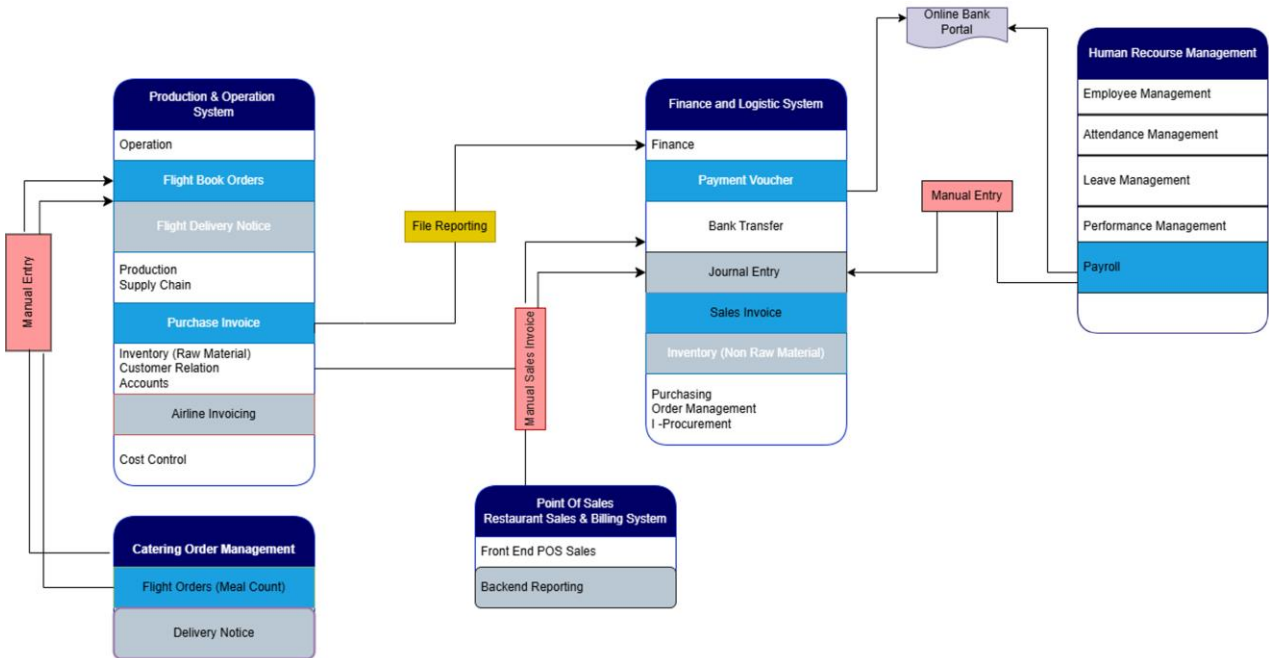 Online Bank
Portal
Human Recourse Management
Employee Management
Attendance Management
Leave Management
Performance Management
Payroll
Production & Operation
System
Operation
Flight Book Orders
Flight Delivery Notice
Production
Supply Chain
Purchase Invoice
Inventory (Raw Material)
Customer Relation
Accounts
Airline Invoicing
Cost Control
Finance and Logistic System
Finance
Payment Voucher
Bank Transfer
Journal Entry
Sales Invoice
Inventory (Non Raw Material)
Purchasing
Order Management
I -Procurement
Manual Entry
File Reporting
Manual Entry
Manual Sales Invoice
Catering Order Management
Flight Orders (Meal Count)
Delivery Notice
Point Of Sales
Restaurant Sales & Billing System
Front End POS Sales
Backend Reporting